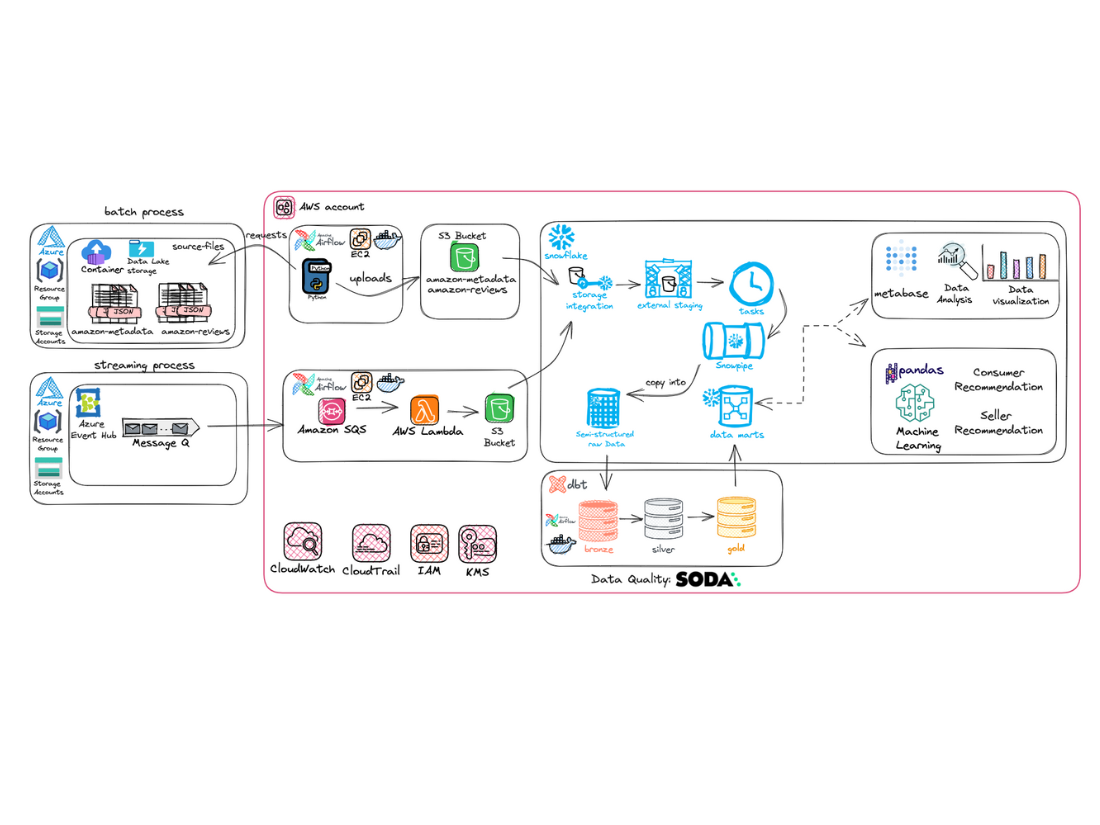 batch process
Azure
Resource
Group
Storage
Accounts
Container
Data Lake
storage
source-files
JSON
JSON
amazon-metadata
amazon-reviews
streaming process
Azure
Resource
Group
Storage
Accounts
Azure
Event Hub
Message Q
AWS account
requests
Apache
Airflow
EC2
Python
Python
uploads
S3 Bucket
amazon-metadata
amazon-reviews
Apache
Airflow
EC2
Amazon SQS
AWS Lambda
S3
Bucket
snowflake
storage
integration
external staging
tasks
Snowpipe
copy into
Semi-structured
raw Data
data marts
metabase
Data
Analysis
Data
visualization
pandas
Machine
Learning
Consumer
Recommendation
Seller
Recommendation
dbt
Apache
Airflow
bronze
silver
gold
Data Quality: SODA
CloudWatch
CloudTrail
IAM
KMS